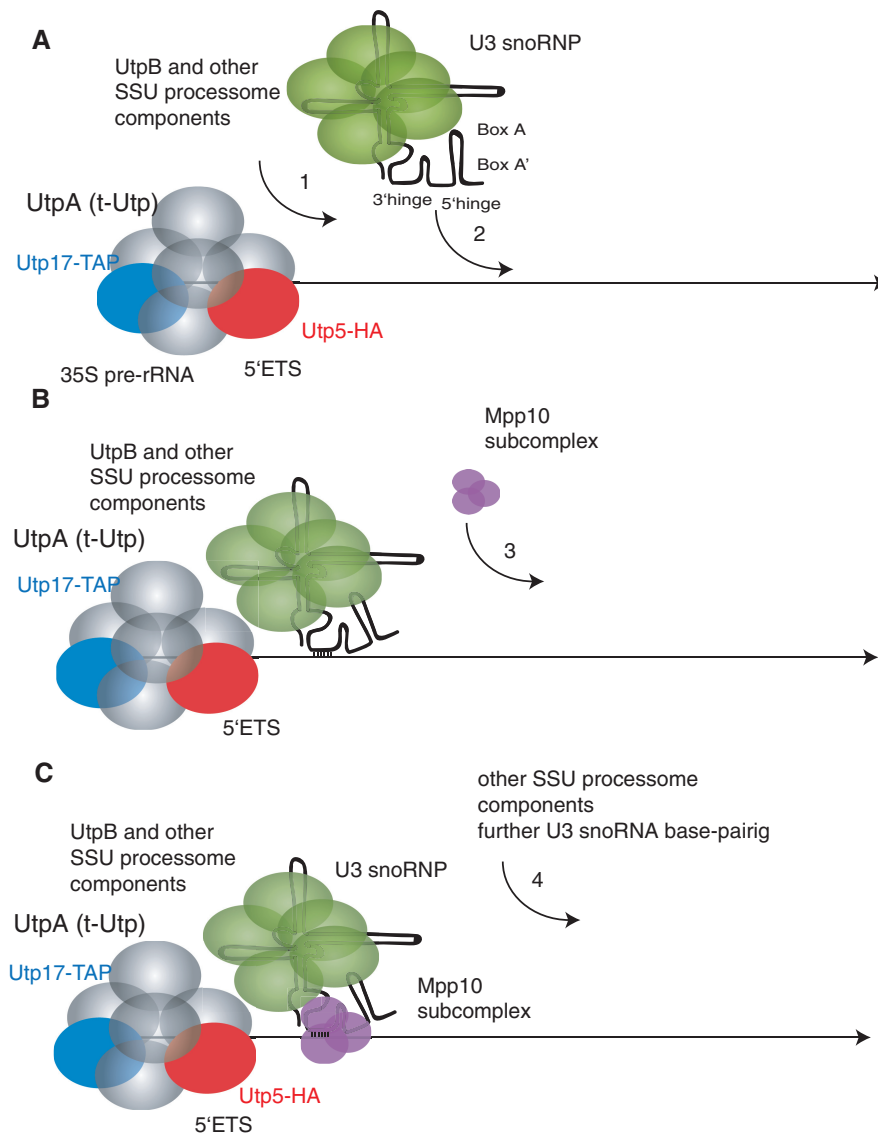 A
UtpB and other
SSU processome
components
U3 snoRNP
Box A
Box A'
3'hinge
5'hinge
1
2
UtpA (t-Utp)
Utp17-TAP
Utp5-HA
35S pre-rRNA
5'ETS
B
Mpp10
subcomplex
UtpB and other
SSU processome
components
3
UtpA (t-Utp)
Utp17-TAP
5'ETS
C
other SSU processome
components
further U3 snoRNA base-pairig
UtpB and other
SSU processome
components
U3 snoRNP
4
UtpA (t-Utp)
Utp17-TAP
Mpp10
subcomplex
Utp5-HA
5'ETS